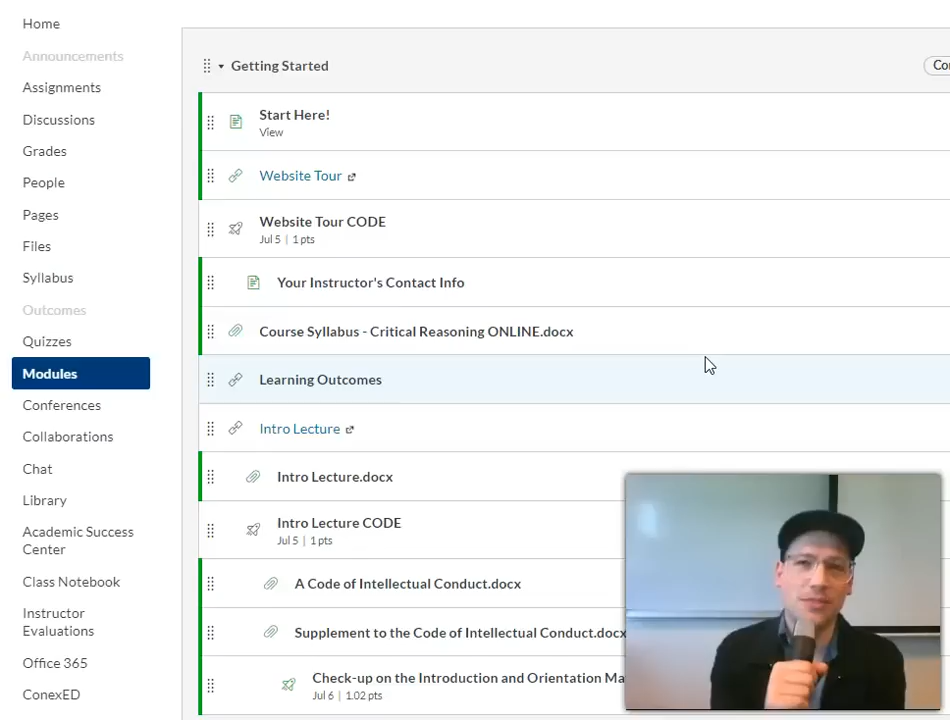 Home
Announcements
Assignments
Discussions
Grades
People
Pages
Files
Syllabus
Outcomes
Quizzes
Modules
Conferences
Collaborations
Chat
Library
Academic Success
Center
Class Notebook
Instructor
Evaluations
Office 365
ConexED
Getting Started
Start Here!
View
Website Tour
Website Tour CODE
Jul 5 | 1 pts
Your Instructor's Contact Info
Course Syllabus - Critical Reasoning ONLINE.docx
Learning Outcomes
Intro Lecture
Intro Lecture.docx
Intro Lecture CODE
Jul 5 | 1 pts
A Code of Intellectual Conduct.docx
Supplement to the Code of Intellectual Conduct.docx
Check-up on the Introduction and Orientation
Jul 6 | 1.02 pts